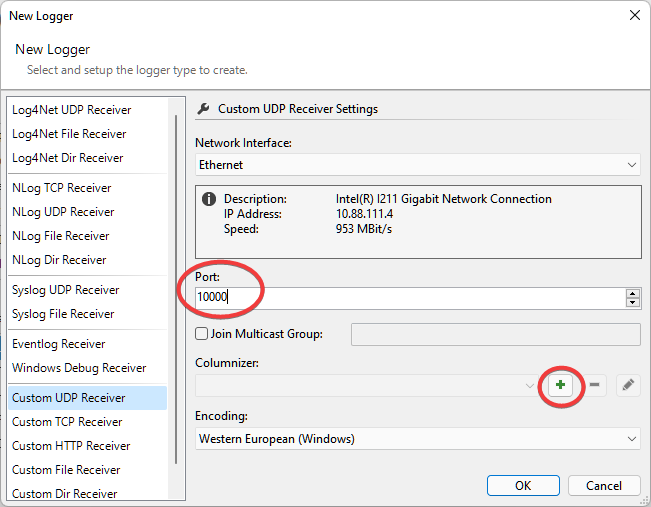 New Logger
New Logger
Select and setup the logger type to create.
Log4Net UDP Receiver
Log4Net File Receiver
Log4Net Dir Receiver
NLog TCP Receiver
NLog UDP Receiver
NLog File Receiver
NLog Dir Receiver
Syslog UDP Receiver
Syslog File Receiver
Eventlog Receiver
Windows Debug Receiver
Custom UDP Receiver
Custom TCP Receiver
Custom HTTP Receiver
Custom File Receiver
Custom Dir Receiver
Custom UDP Receiver Settings
Network Interface:
Ethernet
Description: Intel(R) I211 Gigabit Network Connection
IP Address: 10.88.111.4
Speed: 953 MBit/s
Port:
10000
Join Multicast Group:
Columnizer:
Encoding:
Western European (Windows)
OK Cancel